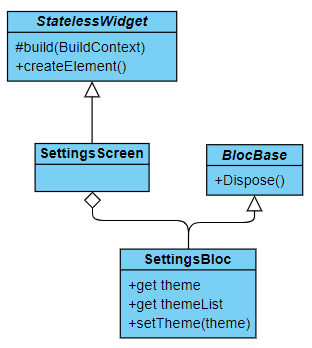 StatelessWidget
#build(BuildContext)
+createElement()
SettingsScreen
BlocBase
+Dispose()
SettingsBloc
+get theme
+get themeList
+setTheme(theme)